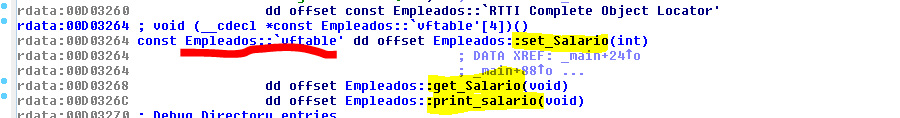 rdata:00D03260 dd offset const Empleados::`RTTI Complete Object Locator'
rdata:00D03264 ; void (__cdecl *const Empleados::`vftable'[4])()
rdata:00D03264 const Empleados::`vftable' dd offset Empleados::set_Salario(int)
rdata:00D03264 ; DATA XREF: _main+24↑o
rdata:00D03264 ; _main+88↑o ...
rdata:00D03268 dd offset Empleados::get_Salario(void)
rdata:00D0326C dd offset Empleados::print_salario(void)
rdata:00D03270 ; Debug Directory entries